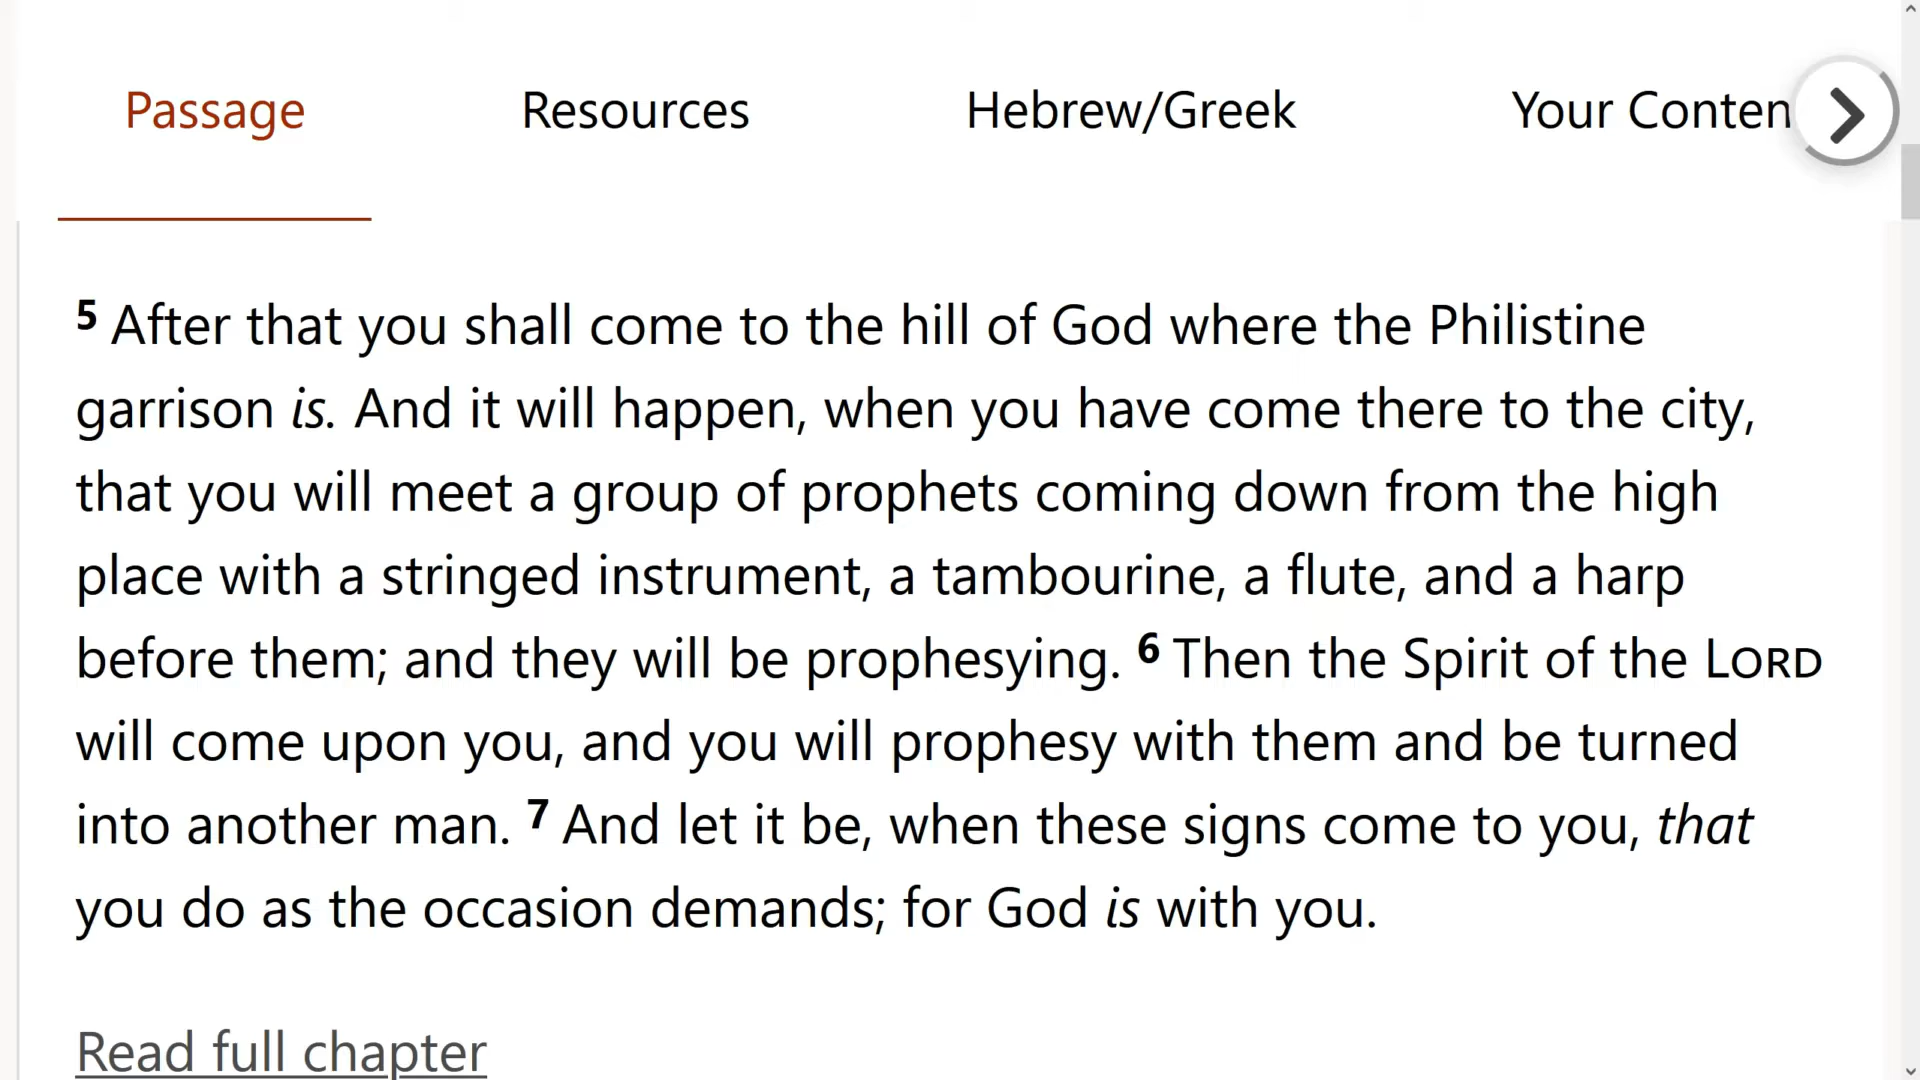 Passage Resources Hebrew/Greek Your Conten
5 After that you shall come to the hill of God where the Philistine
garrison is. And it will happen, when you have come there to the city,
that you will meet a group of prophets coming down from the high
place with a stringed instrument, a tambourine, a flute, and a harp
before them; and they will be prophesying. 6 Then the Spirit of the LORD
will come upon you, and you will prophesy with them and be turned
into another man. 7 And let it be, when these signs come to you, that
you do as the occasion demands; for God is with you.
Read full chapter